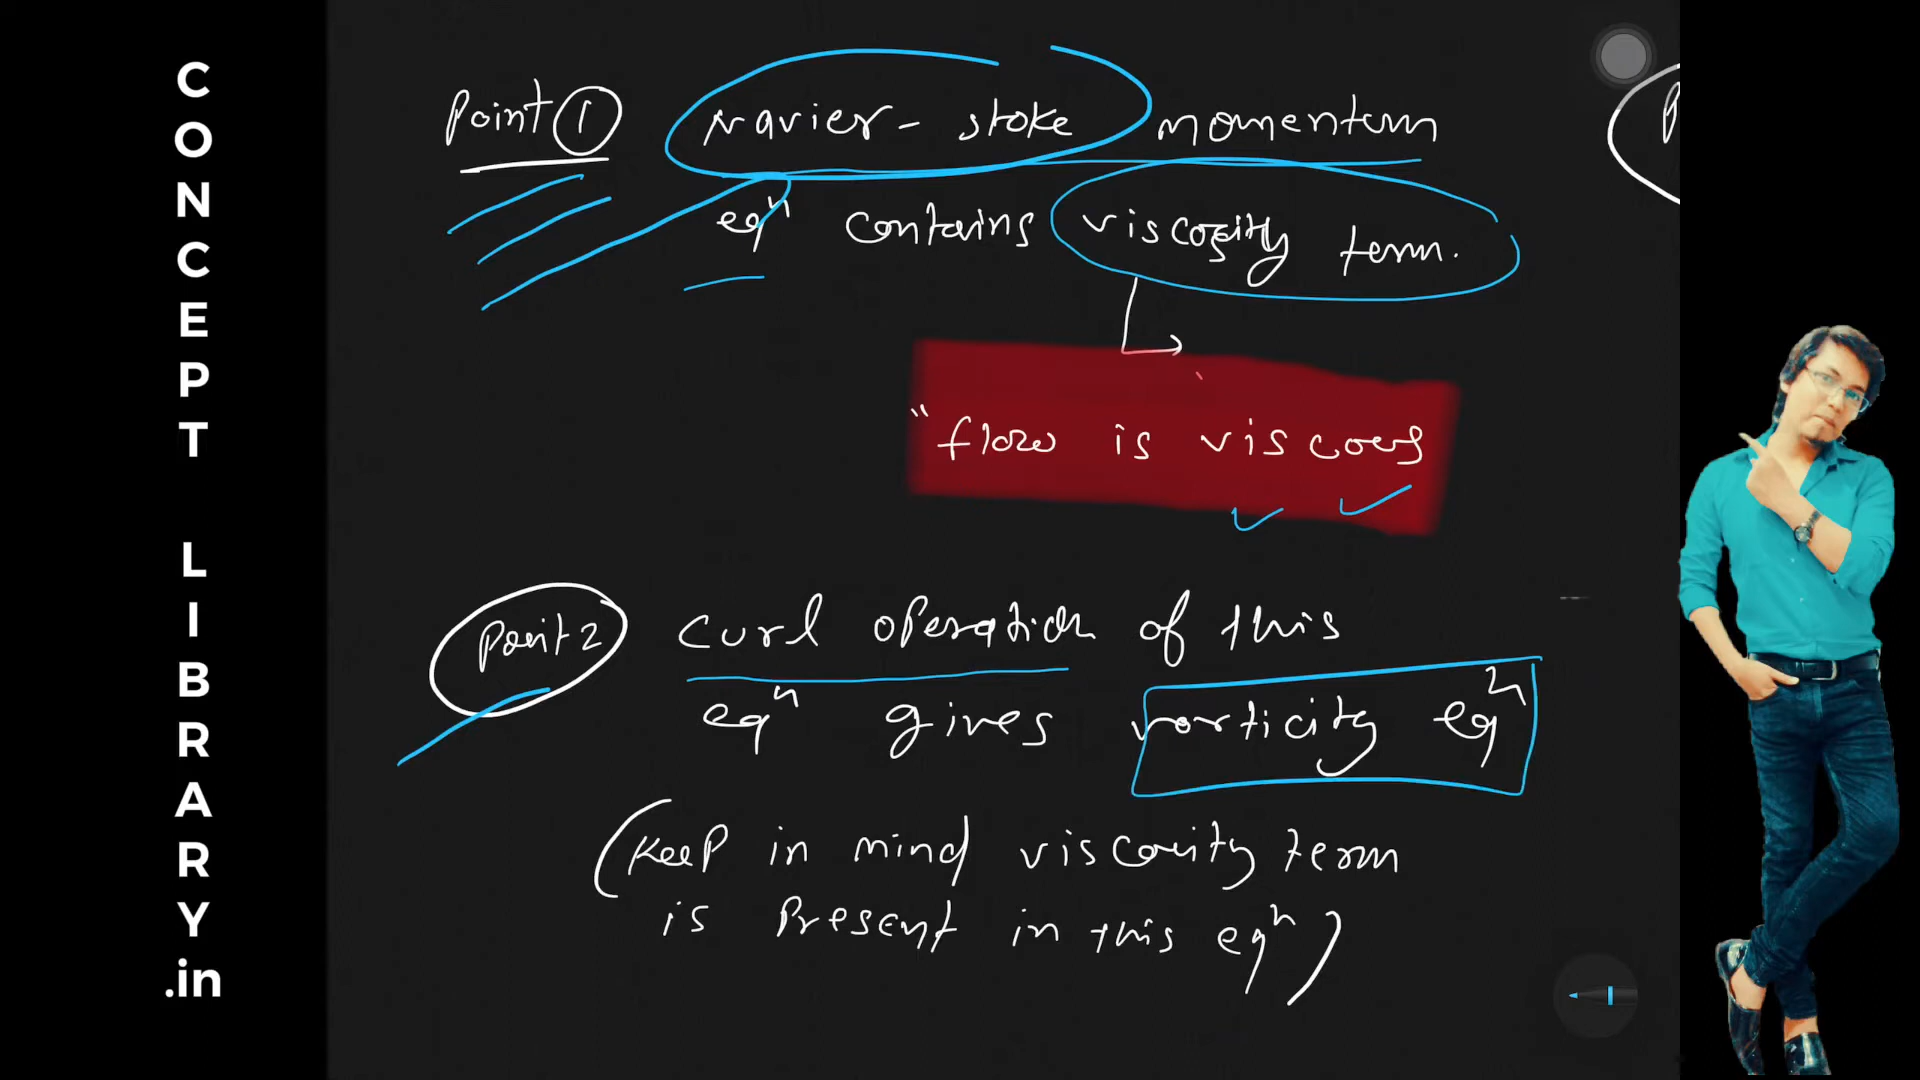 CONCEPT LIBRARY.in
Point ① Navier - stoke momentum
eqⁿ contains viscosity term.
"flow is viscous
Point 2 curl operation of this
eqⁿ gives vorticity eqⁿ
(Keep in mind viscosity term
is Present in this eqⁿ)